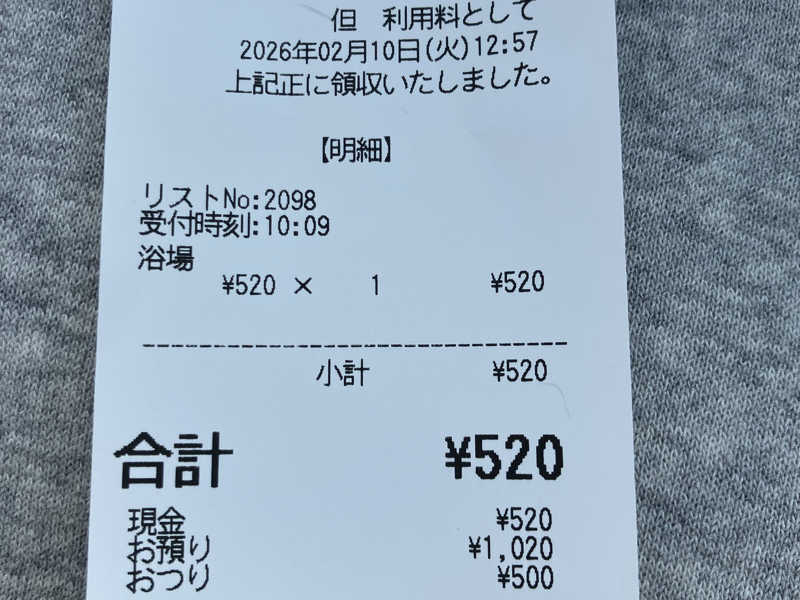 但 利用料として
2026年02月10日(火)12:57
上記正に領収いたしました。
【明細】
リストNo:2098
受付時刻:10:09
浴場
¥520 × 1 ¥520
小計 ¥520
合計 ¥520
現金 ¥520
お預り ¥1,020
おつり ¥500